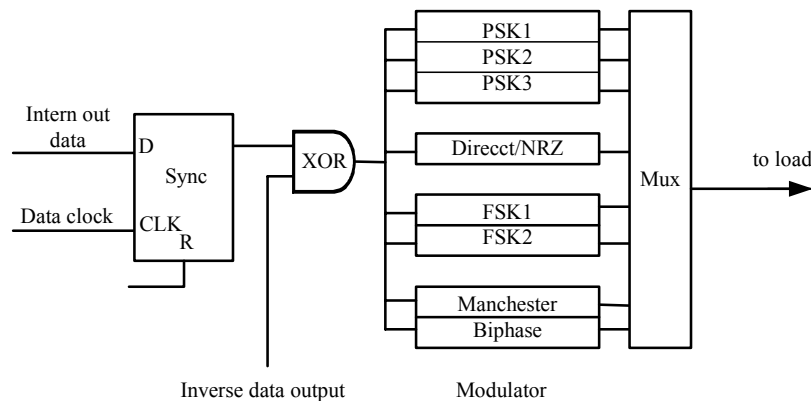 PSK1
PSK2
PSK3
Intern out
data
D
Sync
XOR
Direcct/NRZ
Mux
to load
Data clock
CLK
R
FSK1
FSK2
Manchester
Biphase
Inverse data output
Modulator